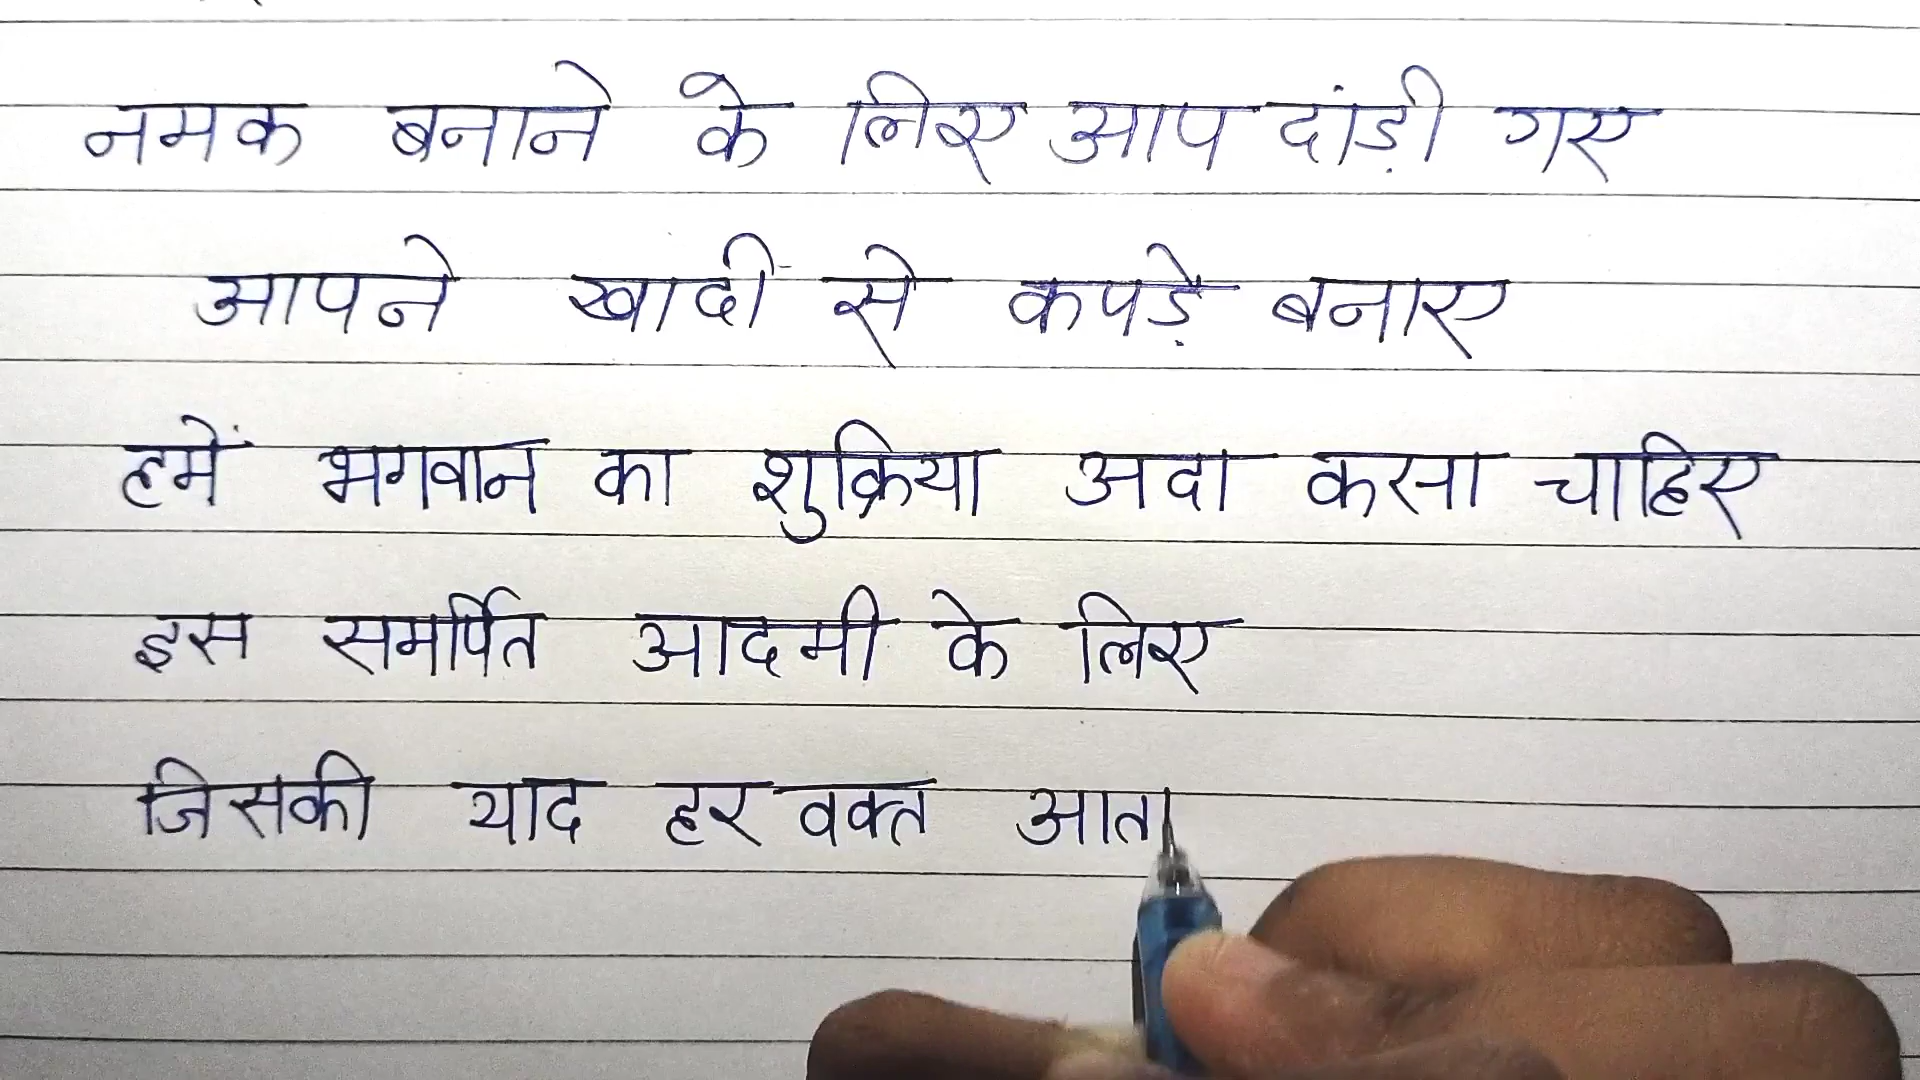 नमक बनाने के लिए आप दांड़ी गए
आपने खादी से कपड़े बनाए
हमें भगवान का शुक्रिया अदा करना चाहिए
इस समर्पित आदमी के लिए
जिसकी याद हर वक्त आता